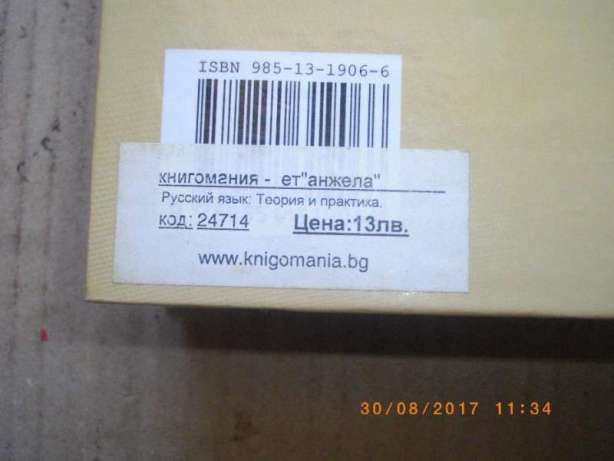 ISBN 985-13-1906-6
книгомания - ет"анжела"
Русский язык: Теория и практика.
код: 24714 Цена:13лв.
www.knigomania.bg
30/08/2017 11:34